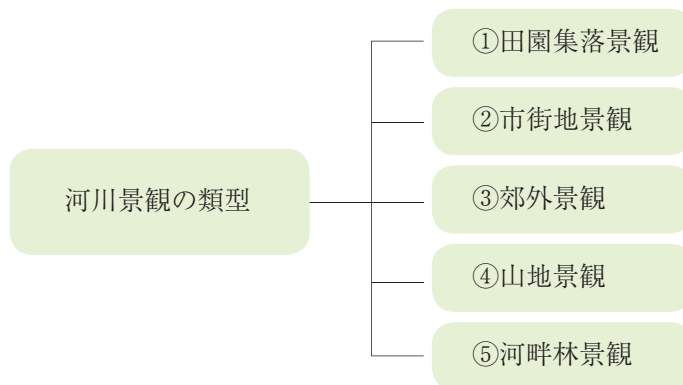 河川景観の類型
①田園集落景観
②市街地景観
③郊外景観
④山地景観
⑤河畔林景観